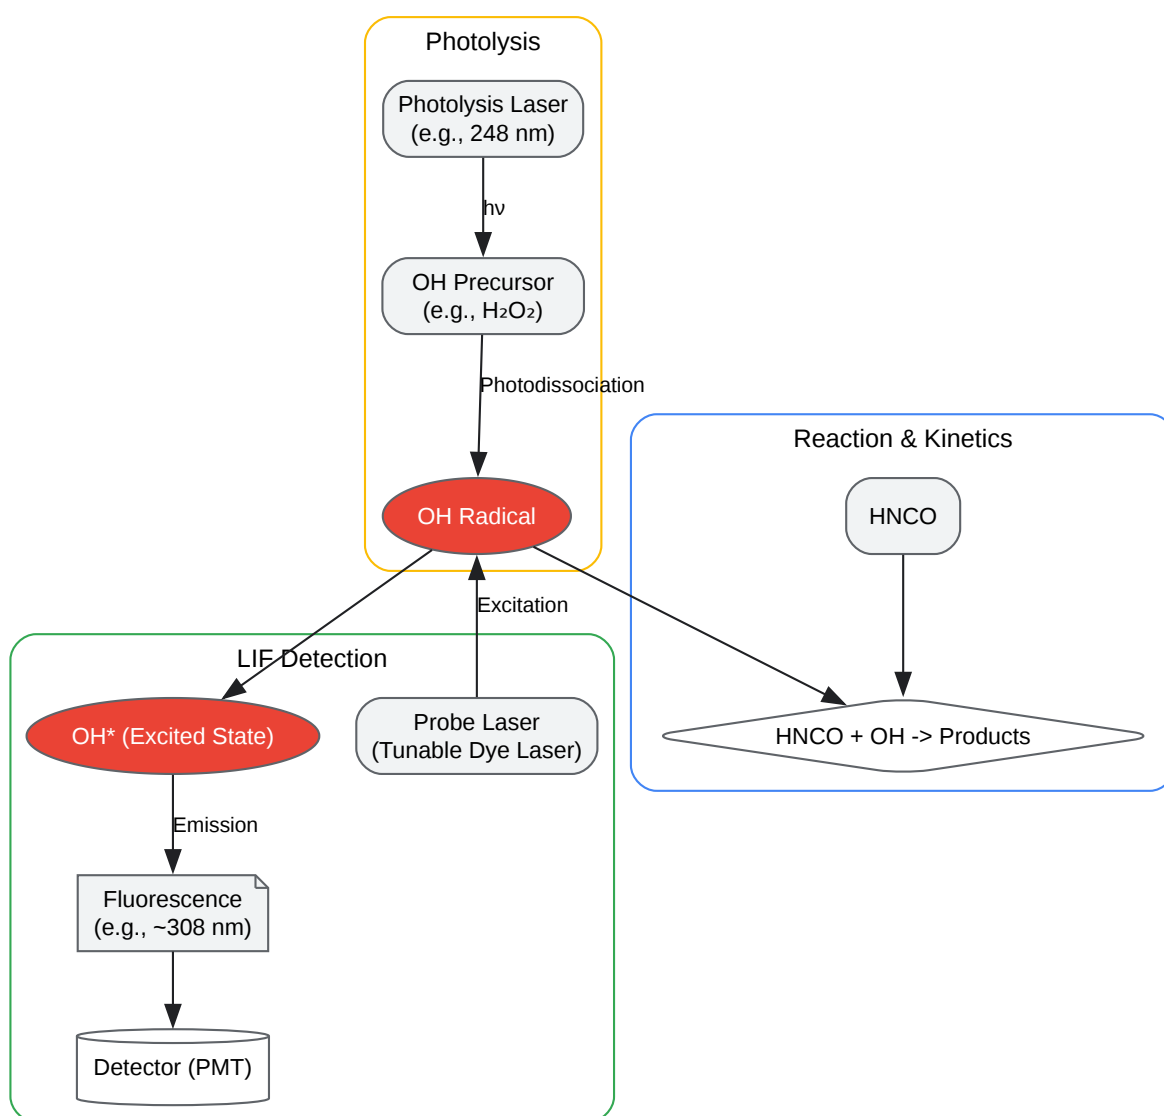 Photolysis
Photolysis Laser
(e.g., 248 nm)
hν
OH Precursor
(e.g., H₂O₂)
Photodissociation
OH Radical
Reaction & Kinetics
HNCO
HNCO + OH -> Products
Excitation
LIF Detection
OH* (Excited State)
Probe Laser
(Tunable Dye Laser)
Emission
Fluorescence
(e.g., ~308 nm)
Detector (PMT)